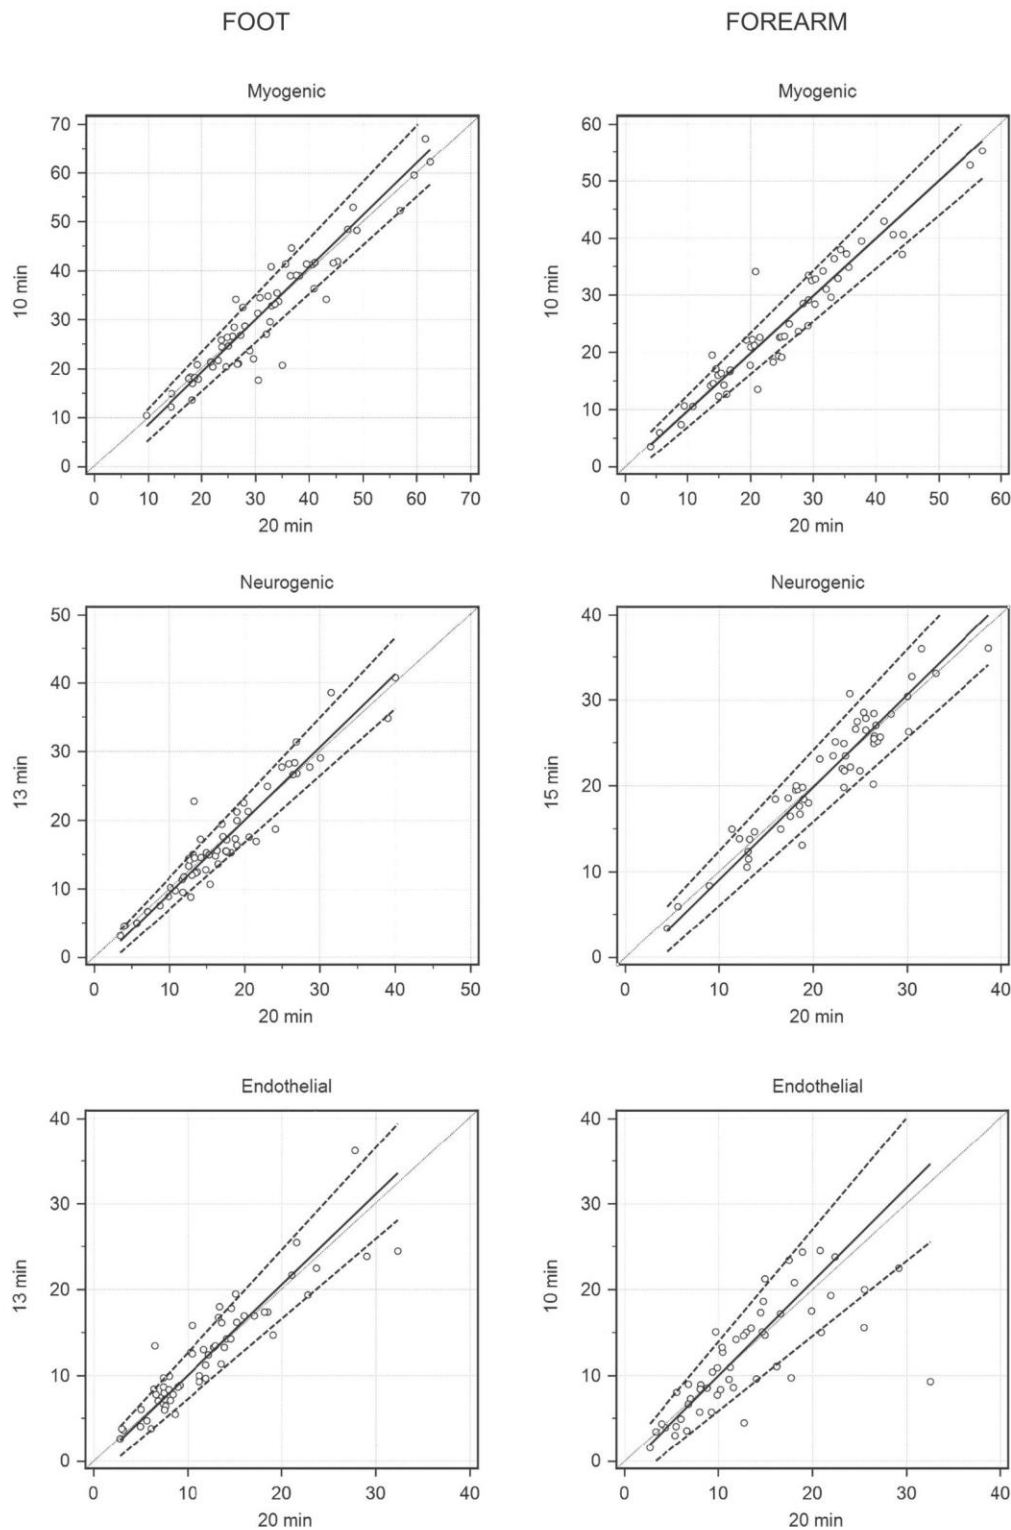 FOOT
FOREARM
Myogenic
Myogenic
70
60
50
40
30
20
10
0
10 min
0 10 20 30 40 50 60 70
20 min
60
50
40
30
20
10
0
10 min
0 10 20 30 40 50 60
20 min
Neurogenic
Neurogenic
50
40
30
20
10
0
13 min
0 10 20 30 40 50
20 min
40
30
20
10
0
15 min
0 10 20 30 40
20 min
Endothelial
Endothelial
40
30
20
10
0
13 min
0 10 20 30 40
20 min
40
30
20
10
0
10 min
0 10 20 30 40
20 min